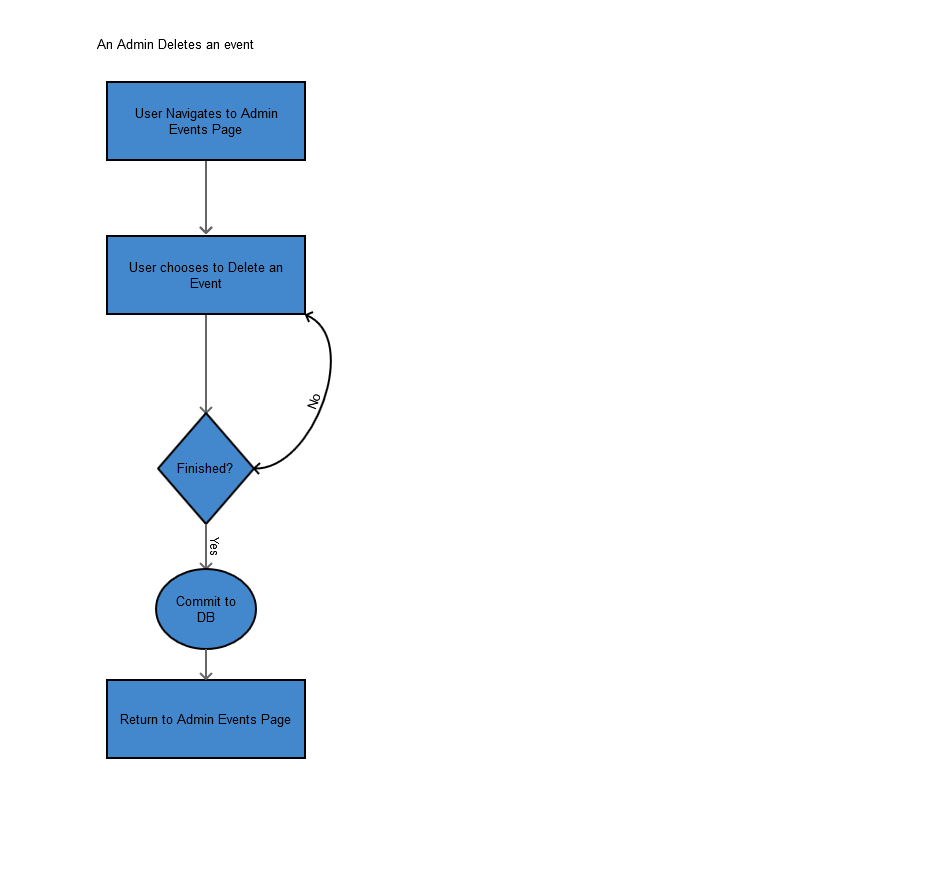 An Admin Deletes an event
User Navigates to Admin
Events Page
User chooses to Delete an
Event
No
Finished?
Yes
Commit to
DB
Return to Admin Events Page